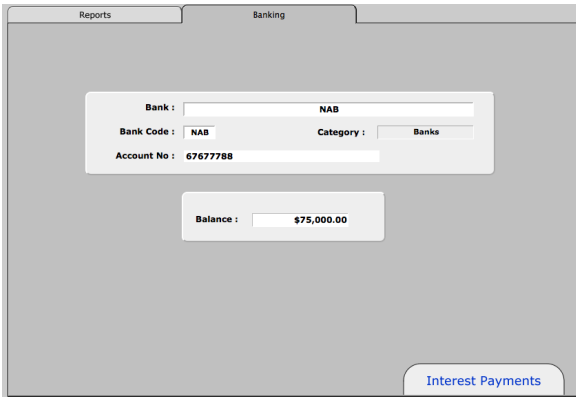 Reports Banking
Bank : NAB
Bank Code : NAB Category : Banks
Account No : 67677788
Balance : $75,000.00
Interest Payments